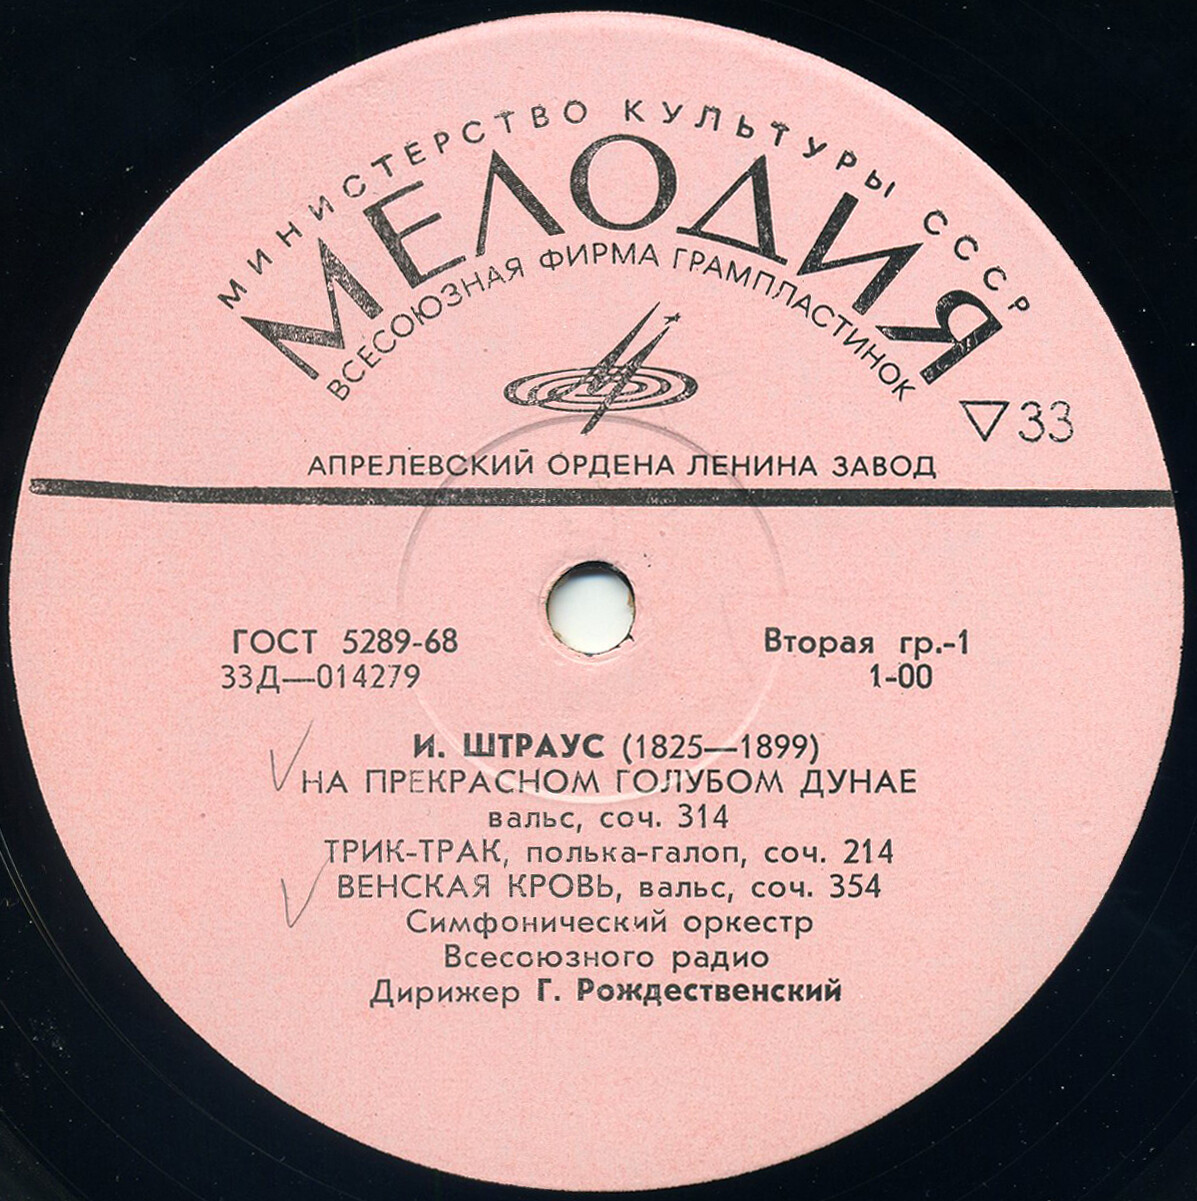 МИНИСТЕРСТВО КУЛЬТУРЫ СССР
МЕЛОДИЯ
ВСЕСОЮЗНАЯ ФИРМА ГРАМПЛАСТИНОК
▽33
АПРЕЛЕВСКИЙ ОРДЕНА ЛЕНИНА ЗАВОД
ГОСТ 5289-68
33Д—014279
Вторая гр.-1
1-00
И. ШТРАУС (1825—1899)
НА ПРЕКРАСНОМ ГОЛУБОМ ДУНАЕ
вальс, соч. 314
ТРИК-ТРАК, полька-галоп, соч. 214
ВЕНСКАЯ КРОВЬ, вальс, соч. 354
Симфонический оркестр
Всесоюзного радио
Дирижер Г. Рождественский